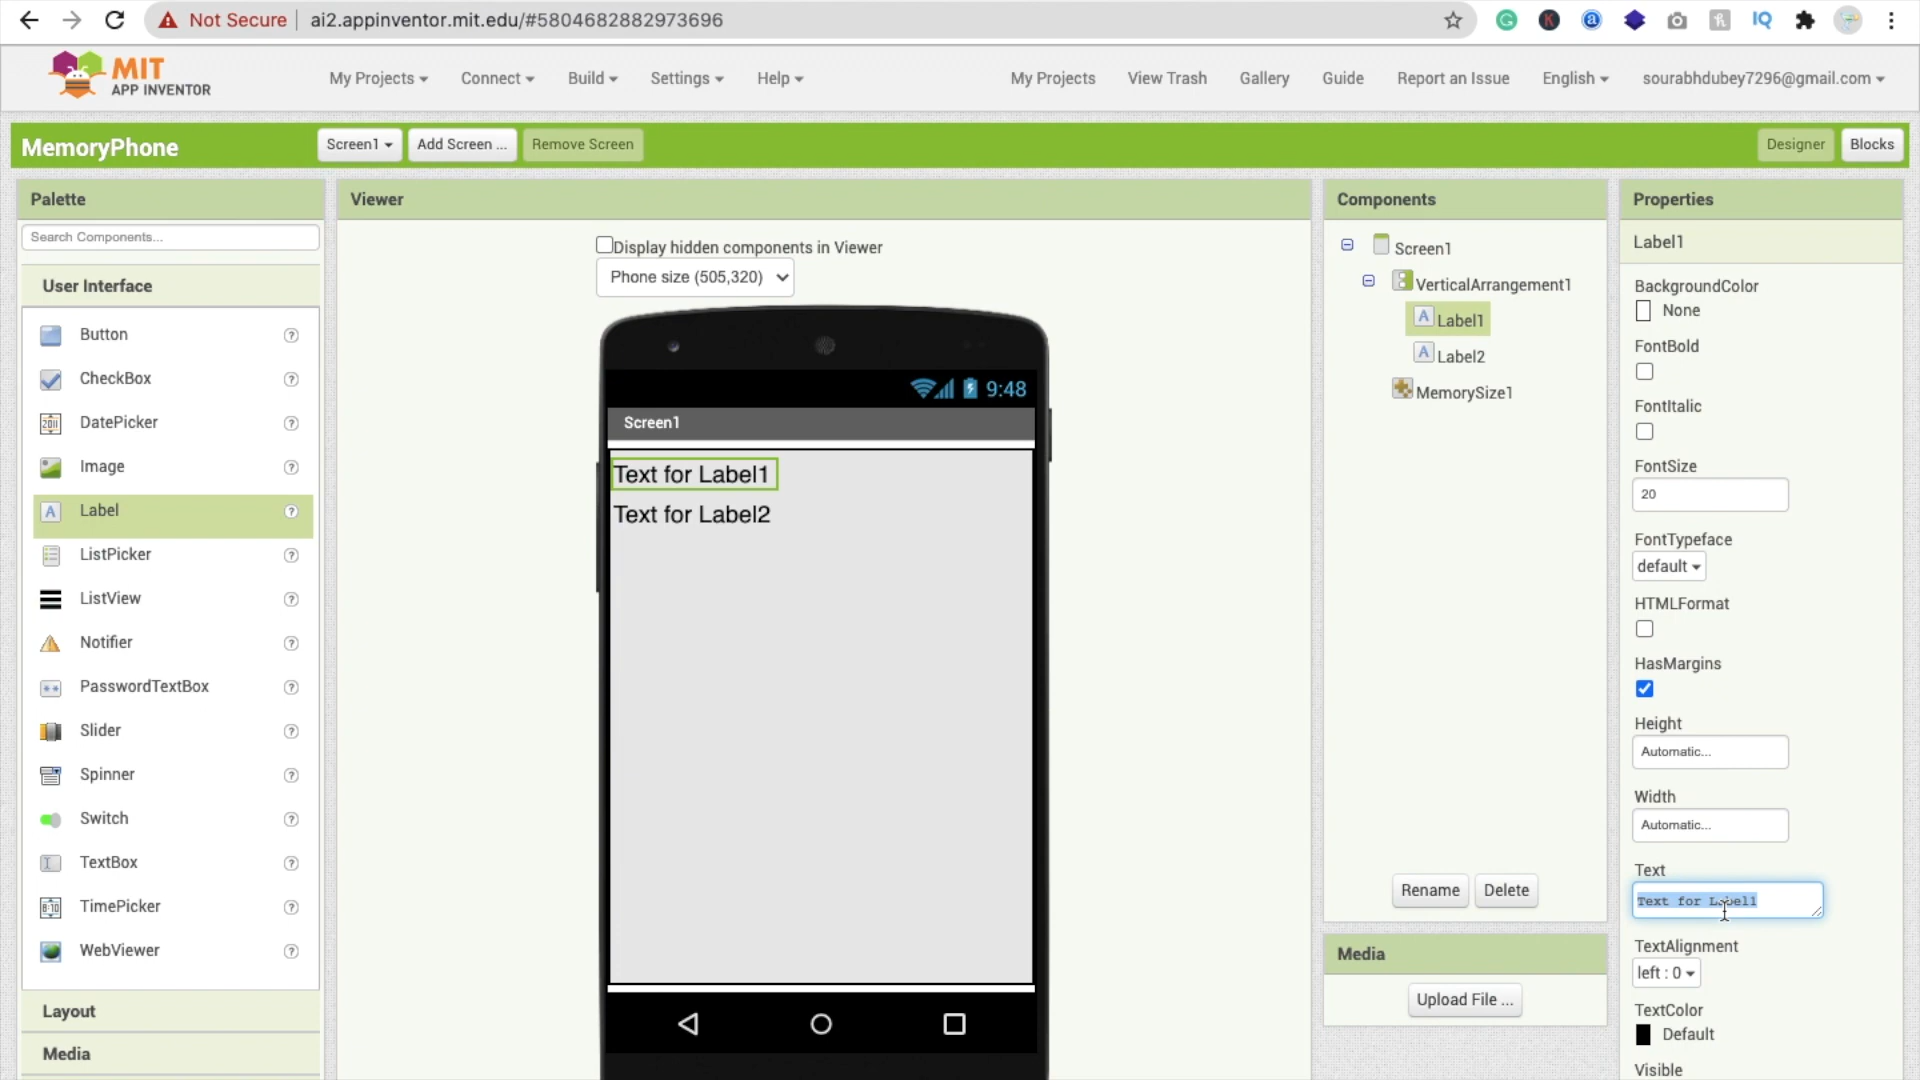 Not Secure
ai2.appinventor.mit.edu/#5804682882973696
MIT
APP INVENTOR
My Projects
Connect
Build
Settings
Help
My Projects
View Trash
Gallery
Guide
Report an Issue
English
sourabhdubey7296@gmail.com
MemoryPhone
Screen1
Add Screen ...
Remove Screen
Designer
Blocks
Palette
Search Components...
User Interface
Button
CheckBox
DatePicker
Image
Label
ListPicker
ListView
Notifier
PasswordTextBox
Slider
Spinner
Switch
TextBox
TimePicker
WebViewer
Layout
Media
Viewer
Display hidden components in Viewer
Phone size (505,320)
9:48
Screen1
Text for Label1
Text for Label2
Components
Screen1
VerticalArrangement1
Label1
Label2
MemorySize1
Rename
Delete
Media
Upload File ...
Properties
Label1
BackgroundColor
None
FontBold
FontItalic
FontSize
20
FontTypeface
default
HTMLFormat
HasMargins
Height
Automatic...
Width
Automatic...
Text
Text for Label1
TextAlignment
left : 0
TextColor
Default
Visible